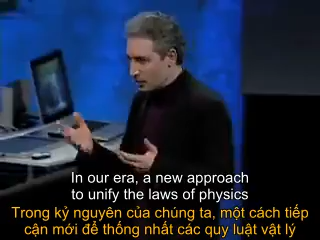 In our era, a new approach
to unify the laws of physics
Trong kỷ nguyên của chúng ta, một cách tiếp
cận mới để thống nhất các quy luật vật lý